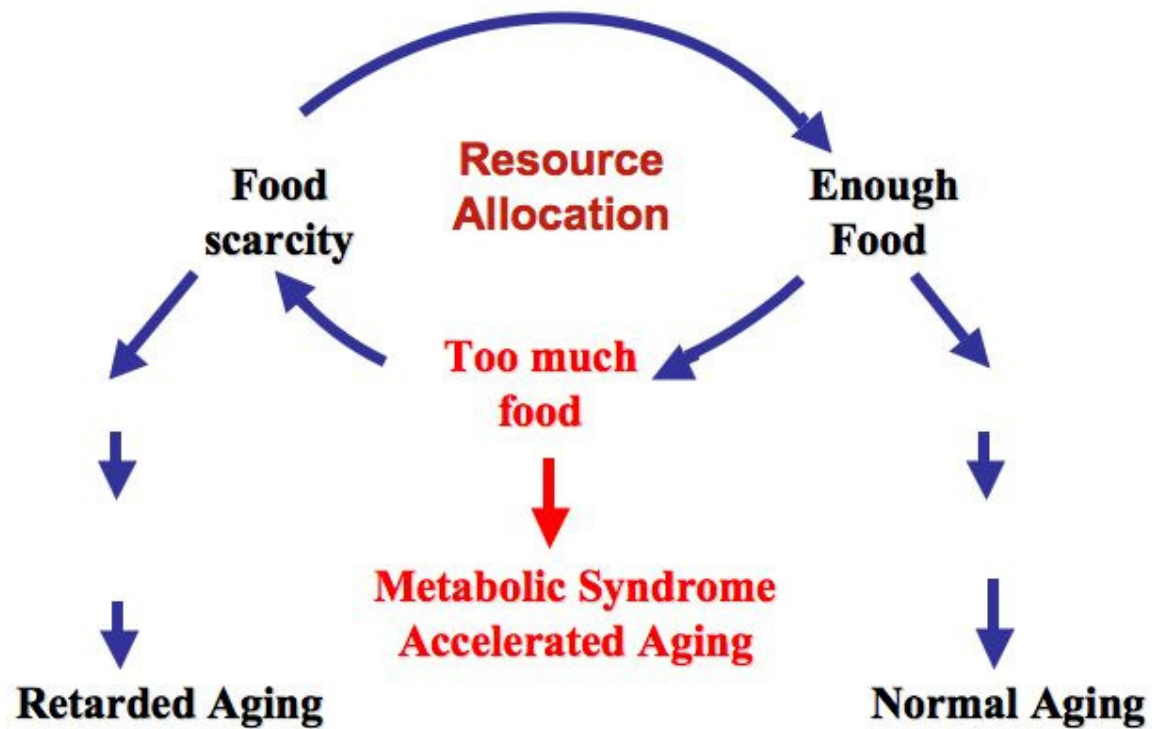 Resource
Allocation
Food
scarcity
Enough
Food
Too much
food
Metabolic Syndrome
Accelerated Aging
Retarded Aging
Normal Aging